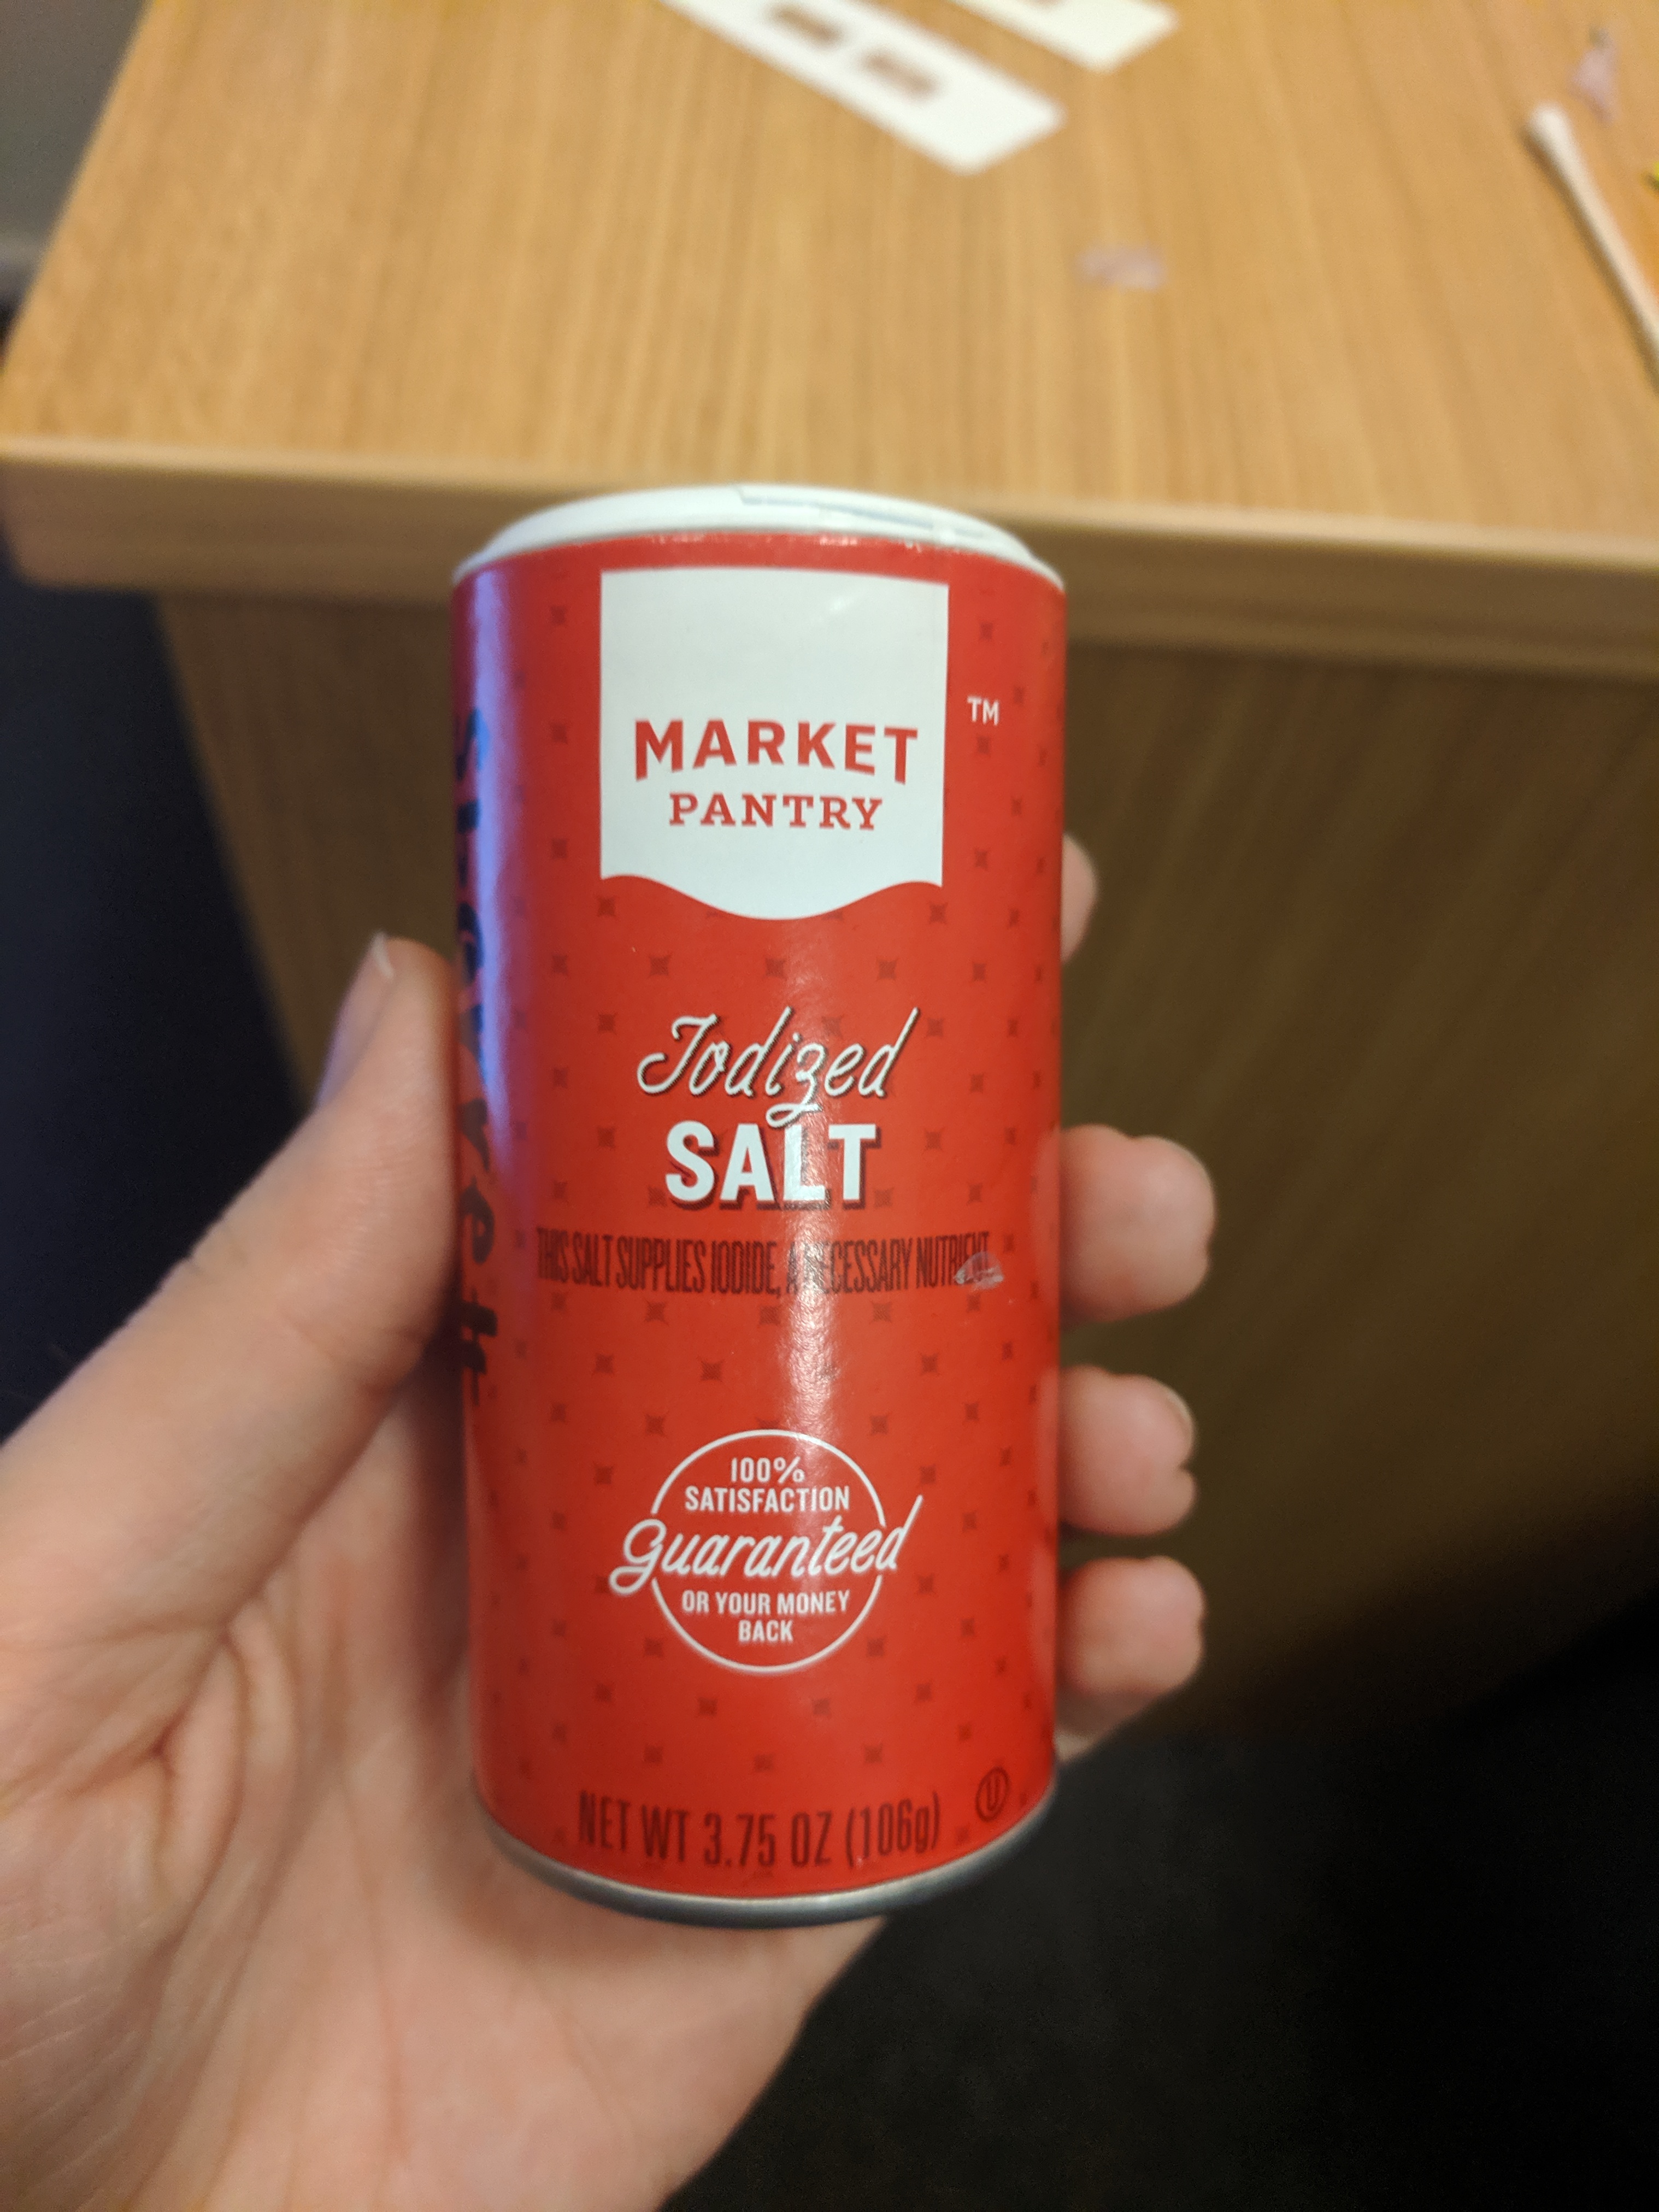 MARKET
PANTRY
TM
Iodized
SALT
THIS SALT SUPPLIES IODIDE, A NECESSARY NUTRIENT
100%
SATISFACTION
Guaranteed
OR YOUR MONEY
BACK
NET WT 3.75 OZ (106g)
U